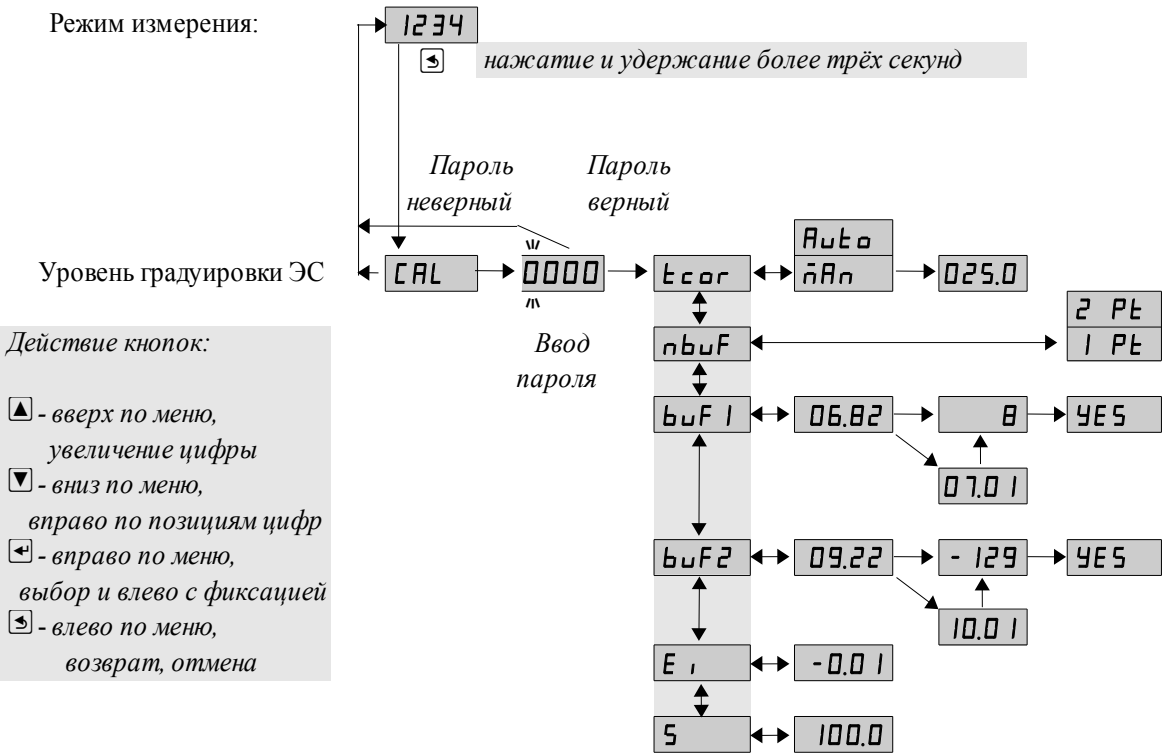 Режим измерения:
1234
нажатие и удержание более трёх секунд
Пароль
неверный
Пароль
верный
Уровень градуировки ЭС
CAL
0000
Ввод
пароля
tcor
Auto
mAn
025.0
nbuF
2 Pt
1 Pt
buF1
06.82
8
YES
07.01
buF2
09.22
-129
YES
10.01
Ei
-0.01
S
100.0
Действие кнопок:
- вверх по меню,
увеличение цифры
- вниз по меню,
вправо по позициям цифр
- вправо по меню,
выбор и влево с фиксацией
- влево по меню,
возврат, отмена